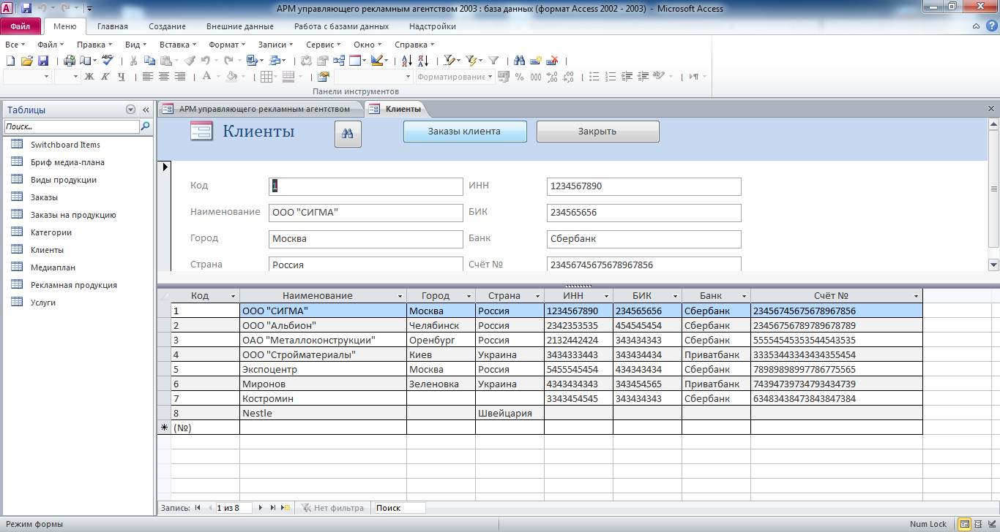 АРМ управляющего рекламным агентством 2003 : база данных (формат Access 2002 - 2003) - Microsoft Access
Файл Меню Главная Создание Внешние данные Работа с базами данных Надстройки
Все Файл Правка Вид Вставка Формат Записи Сервис Окно Справка
Ж К Ч Форматирование % 000
Панели инструментов
Таблицы
Поиск...
Switchboard Items
Бриф медиа-плана
Виды продукции
Заказы
Заказы на продукцию
Категории
Клиенты
Медиаплан
Рекламная продукция
Услуги
АРМ управляющего рекламным агентством Клиенты
Клиенты Заказы клиента Закрыть
Код 1 ИНН 1234567890
Наименование ООО "СИГМА" БИК 234565656
Город Москва Банк Сбербанк
Страна Россия Счёт № 23456745675678967856
Код Наименование Город Страна ИНН БИК Банк Счёт №
1 ООО "СИГМА" Москва Россия 1234567890 234565656 Сбербанк 23456745675678967856
2 ООО "Альбион" Челябинск Россия 2342353535 454545454 Сбербанк 23456756789789678789
3 ОАО "Металлоконструкции" Оренбург Россия 2132442424 343434343 Сбербанк 55554545353544543535
4 ООО "Стройматериалы" Киев Украина 3434333443 343434434 Приватбанк 33353443343434355454
5 Экспоцентр Москва Россия 5455545454 434343434 Сбербанк 78989898997786775565
6 Миронов Зеленовка Украина 4343434343 343454565 Приватбанк 74394739734793434739
7 Костромин 3343454545 343434343 Сбербанк 63483438473843847384
8 Nestle Швейцария
(№)
Запись: 1 из 8 Нет фильтра Поиск
Режим формы Num Lock